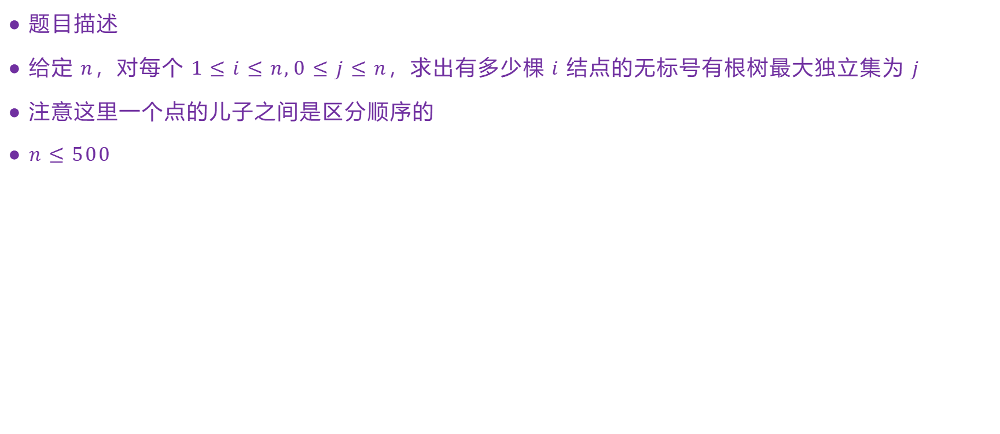 ● 题目描述
● 给定 n，对每个 1 ≤ i ≤ n, 0 ≤ j ≤ n，求出有多少棵 i 结点的无标号有根树最大独立集为 j
● 注意这里一个点的儿子之间是区分顺序的
● n ≤ 500